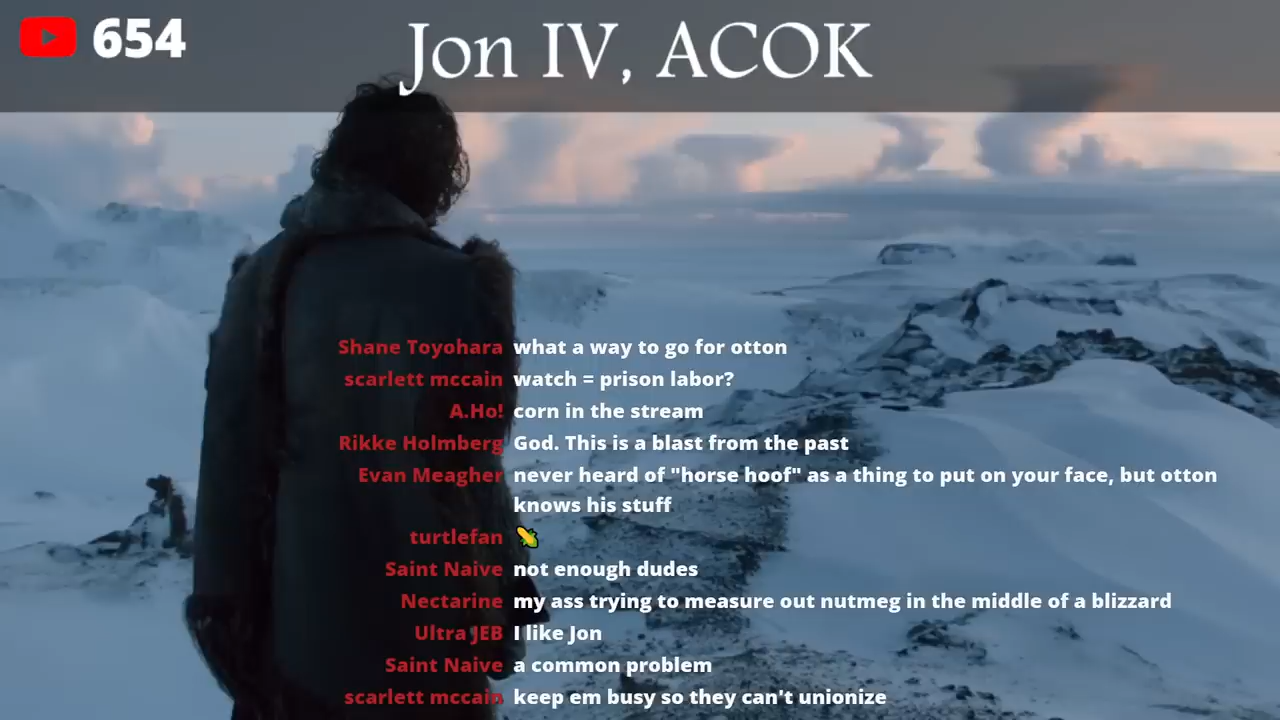 654
Jon IV, ACOK
Shane Toyohara what a way to go for otton
scarlett mccain watch = prison labor?
A.Ho! corn in the stream
Rikke Holmberg God. This is a blast from the past
Evan Meagher never heard of "horse hoof" as a thing to put on your face, but otton
knows his stuff
turtlefan 🌽
Saint Naive not enough dudes
Nectarine my ass trying to measure out nutmeg in the middle of a blizzard
Ultra JEB I like Jon
Saint Naive a common problem
scarlett mccain keep em busy so they can't unionize